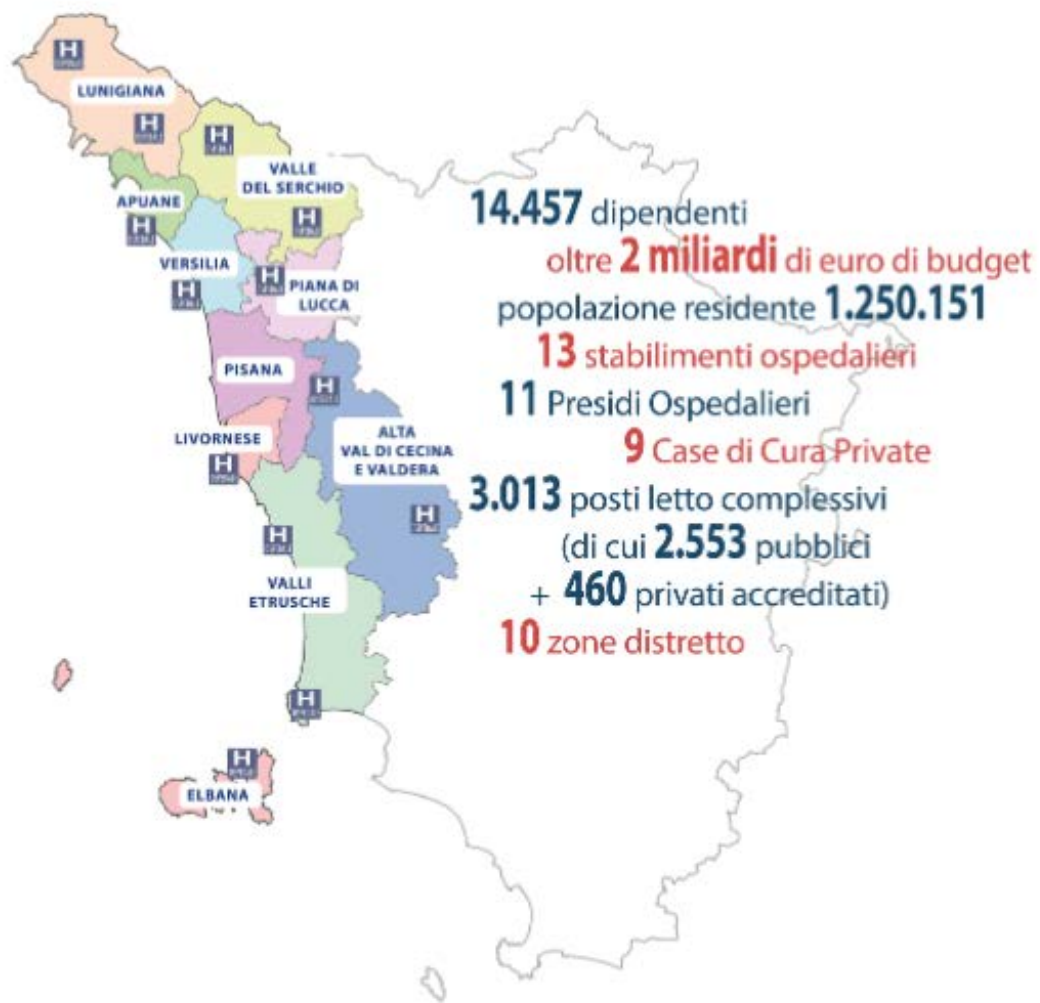 H
LUNIGIANA
H
H
VALLE
DEL SERCHIO
APUANE
H
H
VERSILIA
H
H
PIANA DI
LUCCA
PISANA
H
LIVORNESE
H
ALTA
VAL DI CECINA
E VALDERA
H
H
VALLI
ETRUSCHE
H
H
ELBANA
14.457 dipendenti
oltre 2 miliardi di euro di budget
popolazione residente 1.250.151
13 stabilimenti ospedalieri
11 Presidi Ospedalieri
9 Case di Cura Private
3.013 posti letto complessivi
(di cui 2.553 pubblici
+ 460 privati accreditati)
10 zone distretto